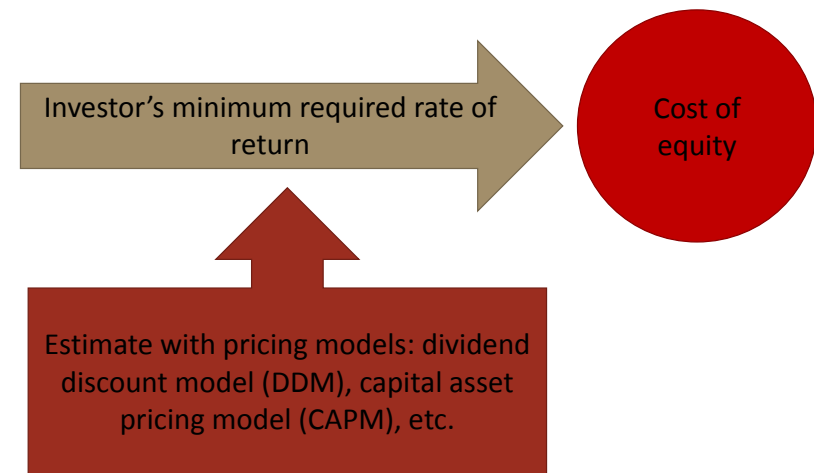 Investor’s minimum required rate of
return
Cost of
equity
Estimate with pricing models: dividend
discount model (DDM), capital asset
pricing model (CAPM), etc.